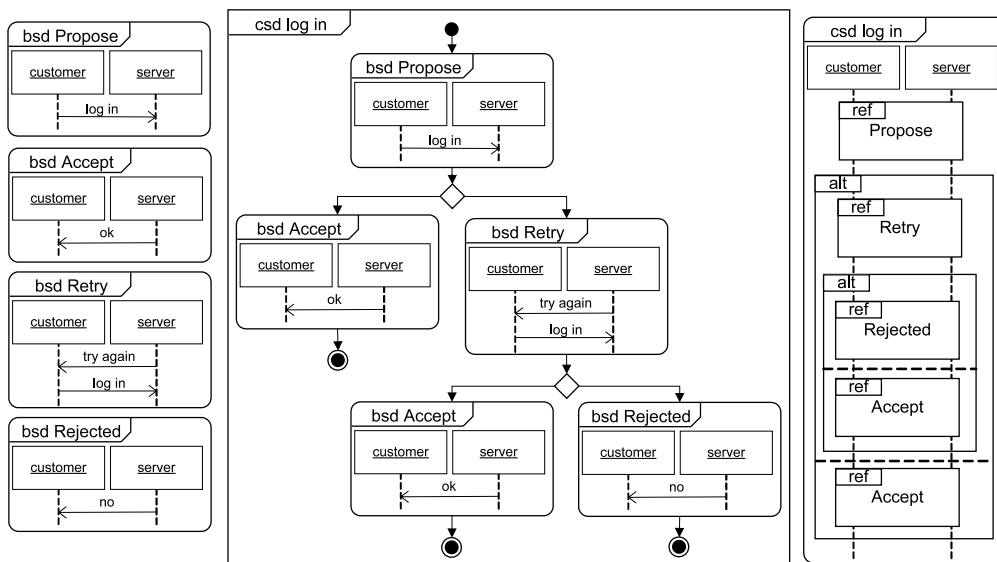 bsd Propose
customer server
log in
bsd Accept
customer server
ok
bsd Retry
customer server
try again
log in
bsd Rejected
customer server
no
csd log in
bsd Propose
customer server
log in
bsd Accept
customer server
ok
bsd Retry
customer server
try again
log in
bsd Accept
customer server
ok
bsd Rejected
customer server
no
csd log in
customer server
ref
Propose
alt
ref
Retry
alt
ref
Rejected
ref
Accept
ref
Accept